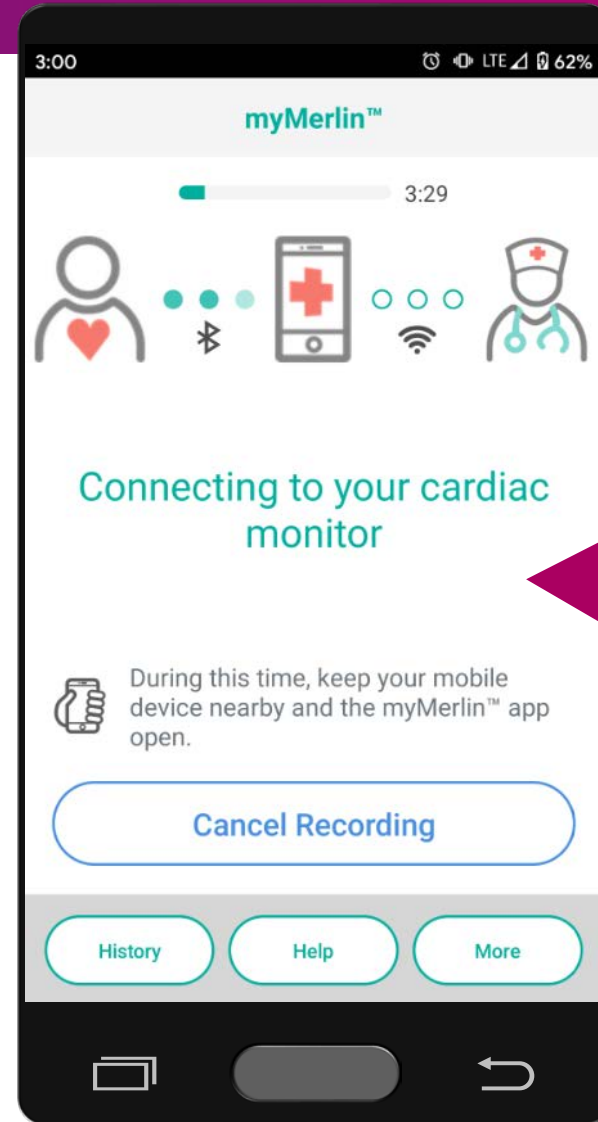 3:00 LTE 62%
myMerlin™
3:29
Connecting to your cardiac
monitor
During this time, keep your mobile
device nearby and the myMerlin™ app
open.
Cancel Recording
History Help More